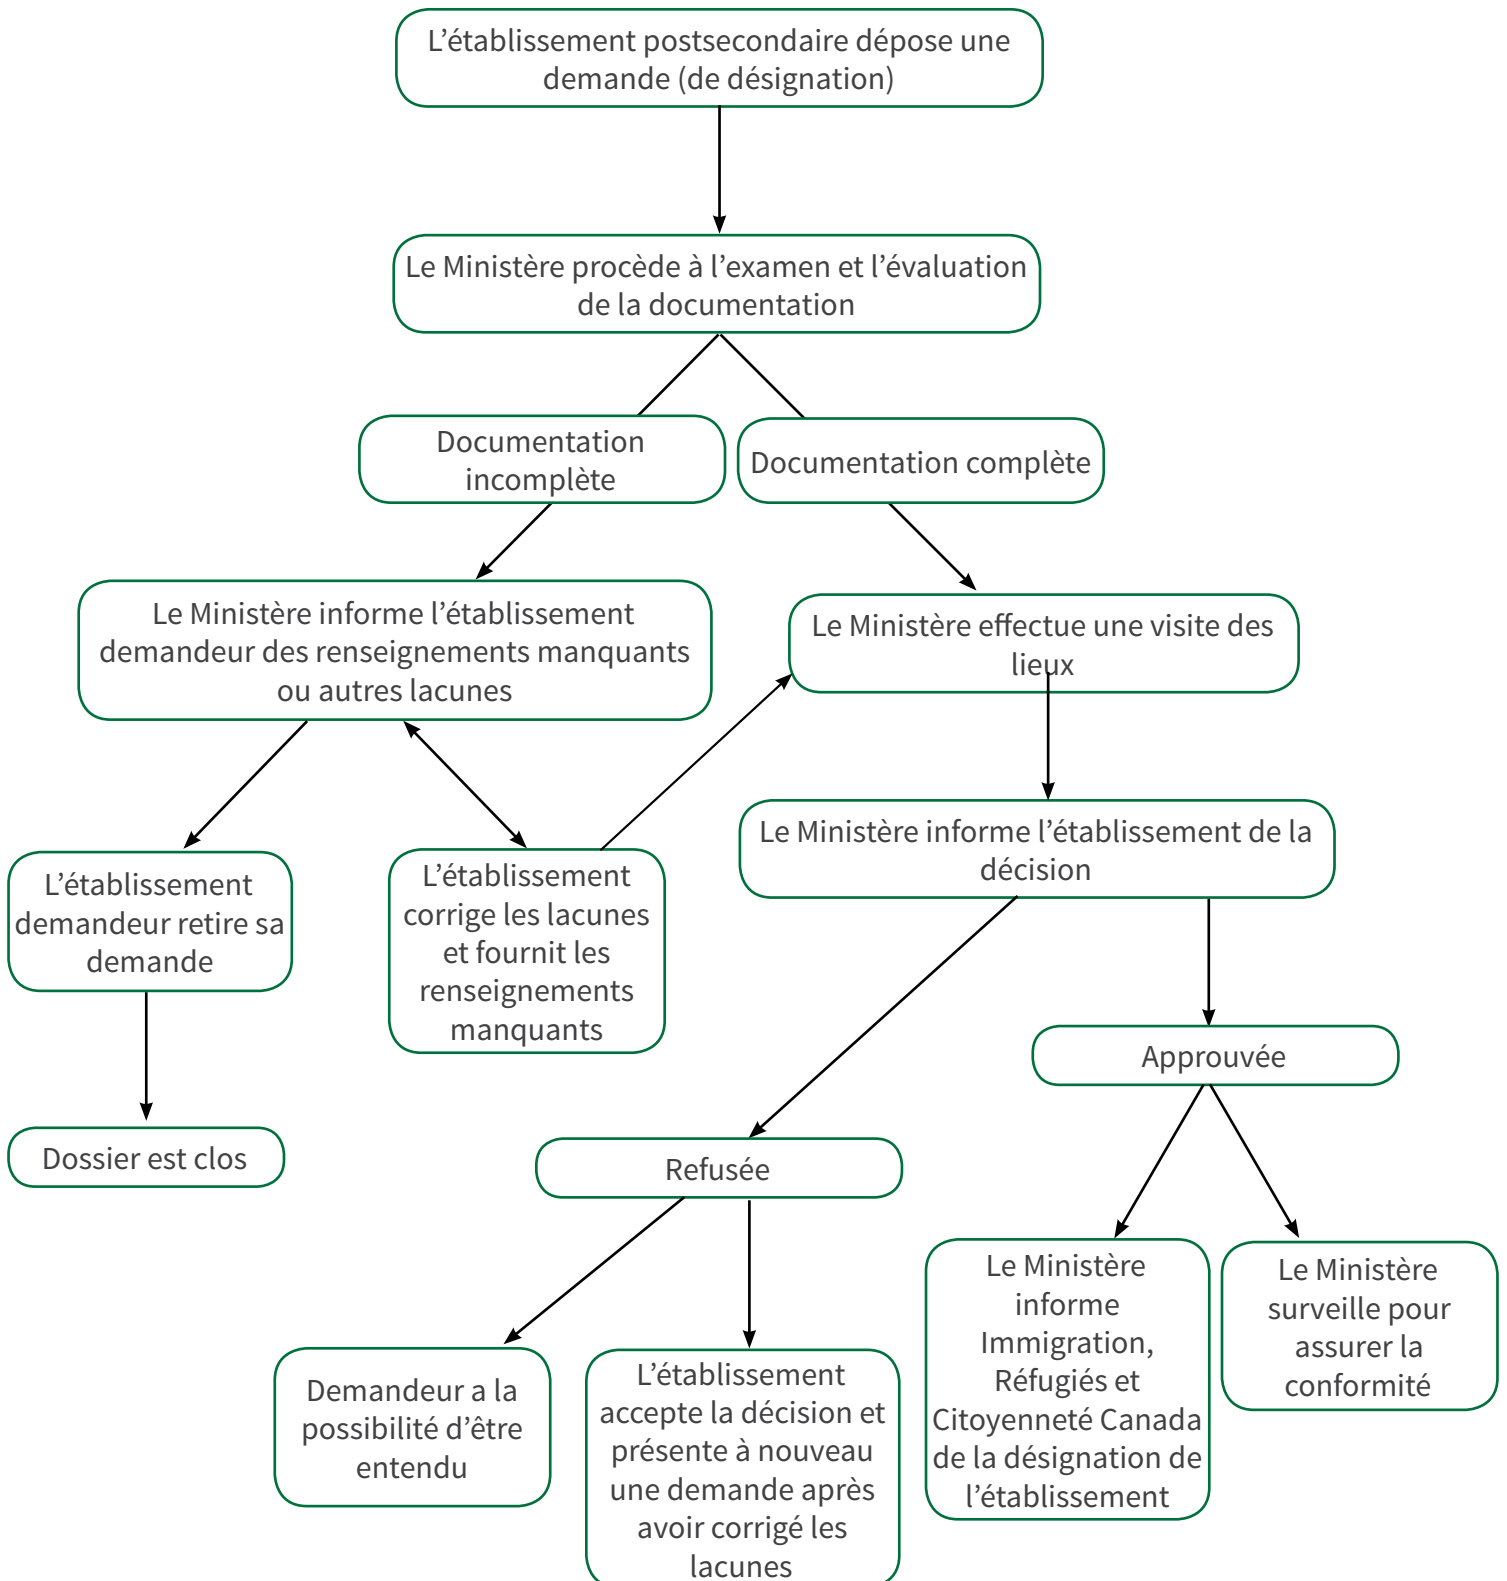 L’établissement postsecondaire dépose une
demande (de désignation)
Le Ministère procède à l’examen et l’évaluation
de la documentation
Documentation
incomplète
Documentation complète
Le Ministère informe l’établissement
demandeur des renseignements manquants
ou autres lacunes
Le Ministère effectue une visite des
lieux
Le Ministère informe l’établissement de la
décision
L’établissement
demandeur retire sa
demande
L’établissement
corrige les lacunes
et fournit les
renseignements
manquants
Approuvée
Dossier est clos
Refusée
Demandeur a la
possibilité d’être
entendu
L’établissement
accepte la décision et
présente à nouveau
une demande après
avoir corrigé les
lacunes
Le Ministère
informe
Immigration,
Réfugiés et
Citoyenneté Canada
de la désignation de
l’établissement
Le Ministère
surveille pour
assurer la
conformité